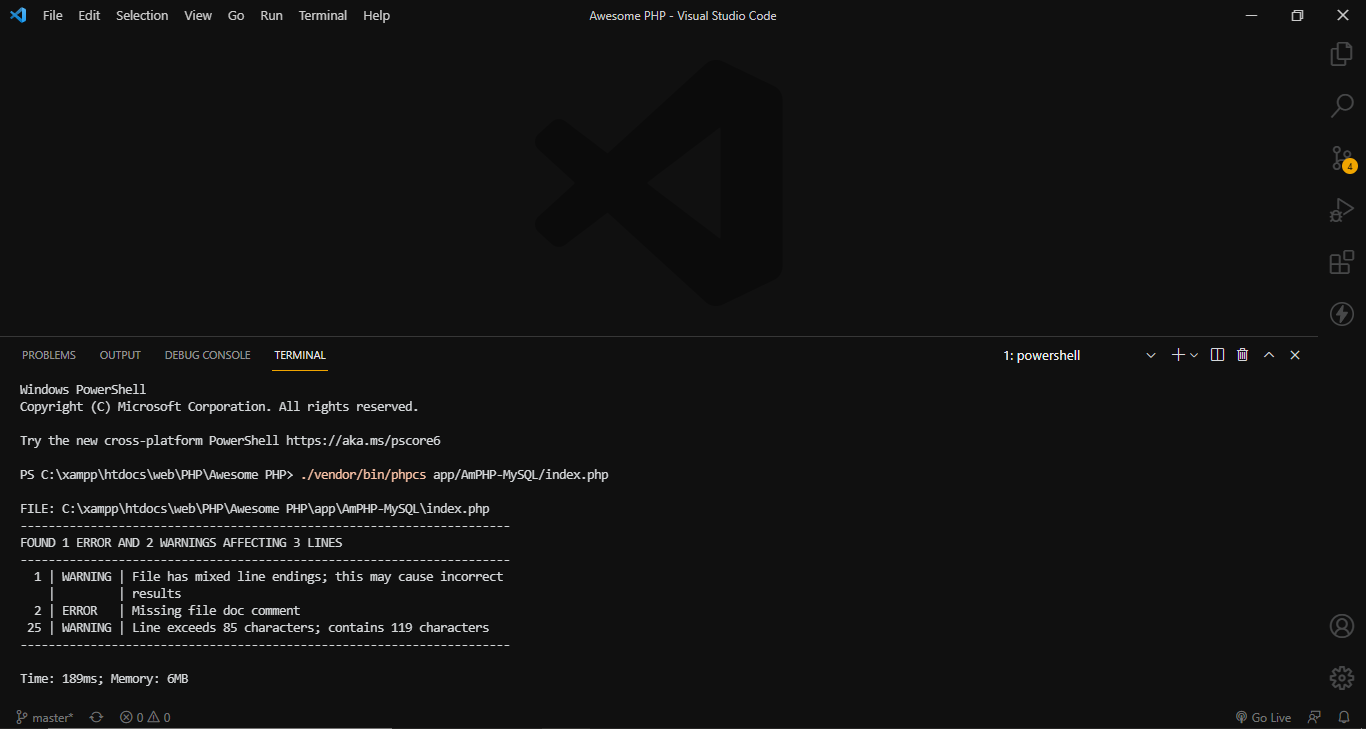 File Edit Selection View Go Run Terminal Help
Awesome PHP - Visual Studio Code
4
PROBLEMS OUTPUT DEBUG CONSOLE TERMINAL
1: powershell
Windows PowerShell
Copyright (C) Microsoft Corporation. All rights reserved.
Try the new cross-platform PowerShell https://aka.ms/pscore6
PS C:\xampp\htdocs\web\PHP\Awesome PHP> ./vendor/bin/phpcs app/AmPHP-MySQL/index.php
FILE: C:\xampp\htdocs\web\PHP\Awesome PHP\app\AmPHP-MySQL\index.php
----------------------------------------------------------------------
FOUND 1 ERROR AND 2 WARNINGS AFFECTING 3 LINES
----------------------------------------------------------------------
  1 | WARNING | File has mixed line endings; this may cause incorrect
    |         | results
  2 | ERROR   | Missing file doc comment
 25 | WARNING | Line exceeds 85 characters; contains 119 characters
----------------------------------------------------------------------
Time: 189ms; Memory: 6MB
master* 0 0
Go Live